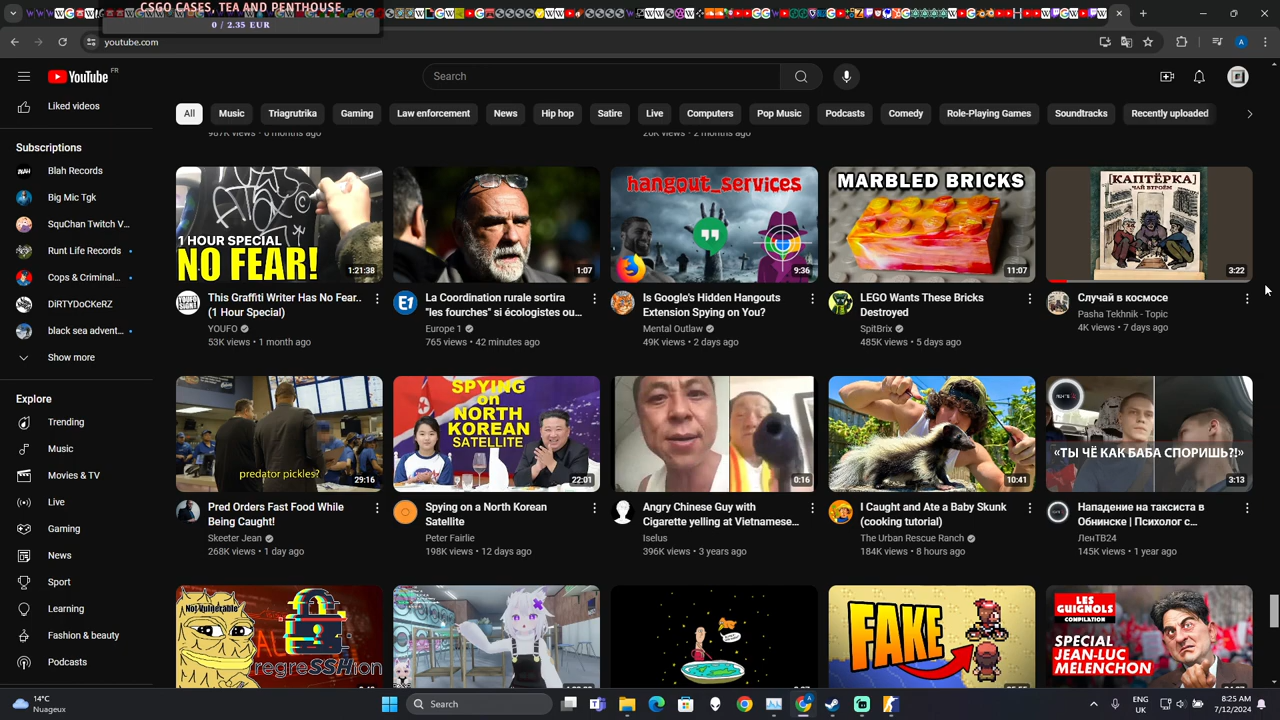 CSGO CASES, TEA AND PENTHOUSE.
0 / 2.35 EUR
youtube.com
YouTube FR
Search
Liked videos
All
Music
Triagrutrika
Gaming
Law enforcement
News
Hip hop
Satire
Live
Computers
Pop Music
Podcasts
Comedy
Role-Playing Games
Soundtracks
Recently uploaded
987K views • 6 months ago
20K views • 2 months ago
Subscriptions
Blah Records
Big Mic Tgk
SquChan Twitch V...
Runt Life Records
Cops & Criminal...
DiRTYDoCKeRZ
black sea advent...
Show more
Explore
Trending
Music
Movies & TV
Live
Gaming
News
Sport
Learning
Fashion & beauty
Podcasts
1 HOUR SPECIAL
NO FEAR!
1:21:38
This Graffiti Writer Has No Fear..
(1 Hour Special)
YOUFO
53K views • 1 month ago
1:07
La Coordination rurale sortira
"les fourches" si écologistes ou...
Europe 1
765 views • 42 minutes ago
hangout_services
9:36
Is Google's Hidden Hangouts
Extension Spying on You?
Mental Outlaw
49K views • 2 days ago
MARBLED BRICKS
11:07
LEGO Wants These Bricks
Destroyed
SpitBrix
485K views • 5 days ago
[КАПТЁРКА]
ЧАЙ ВТРОЁМ
3:22
Случай в космосе
Pasha Tekhnik - Topic
4K views • 7 days ago
predator pickles?
29:16
Pred Orders Fast Food While
Being Caught!
Skeeter Jean
268K views • 1 day ago
SPYING
on
NORTH
KOREAN
SATELLITE
22:01
Spying on a North Korean
Satellite
Peter Fairlie
198K views • 12 days ago
0:16
Angry Chinese Guy with
Cigarette yelling at Vietnamese...
Iselus
396K views • 3 years ago
10:41
I Caught and Ate a Baby Skunk
(cooking tutorial)
The Urban Rescue Ranch
184K views • 8 hours ago
«ТЫ ЧЁ КАК БАБА СПОРИШЬ?!»
3:13
Нападение на таксиста в
Обнинске | Психолог с...
ЛенТВ24
145K views • 1 year ago
Not Vulnerable
regreSSHion
FAKE
LES
GUIGNOLS
COMPILATION
SPECIAL
JEAN-LUC
MELENCHON
14°C
Nuageux
Search
ENG
UK
8:25 AM
7/12/2024